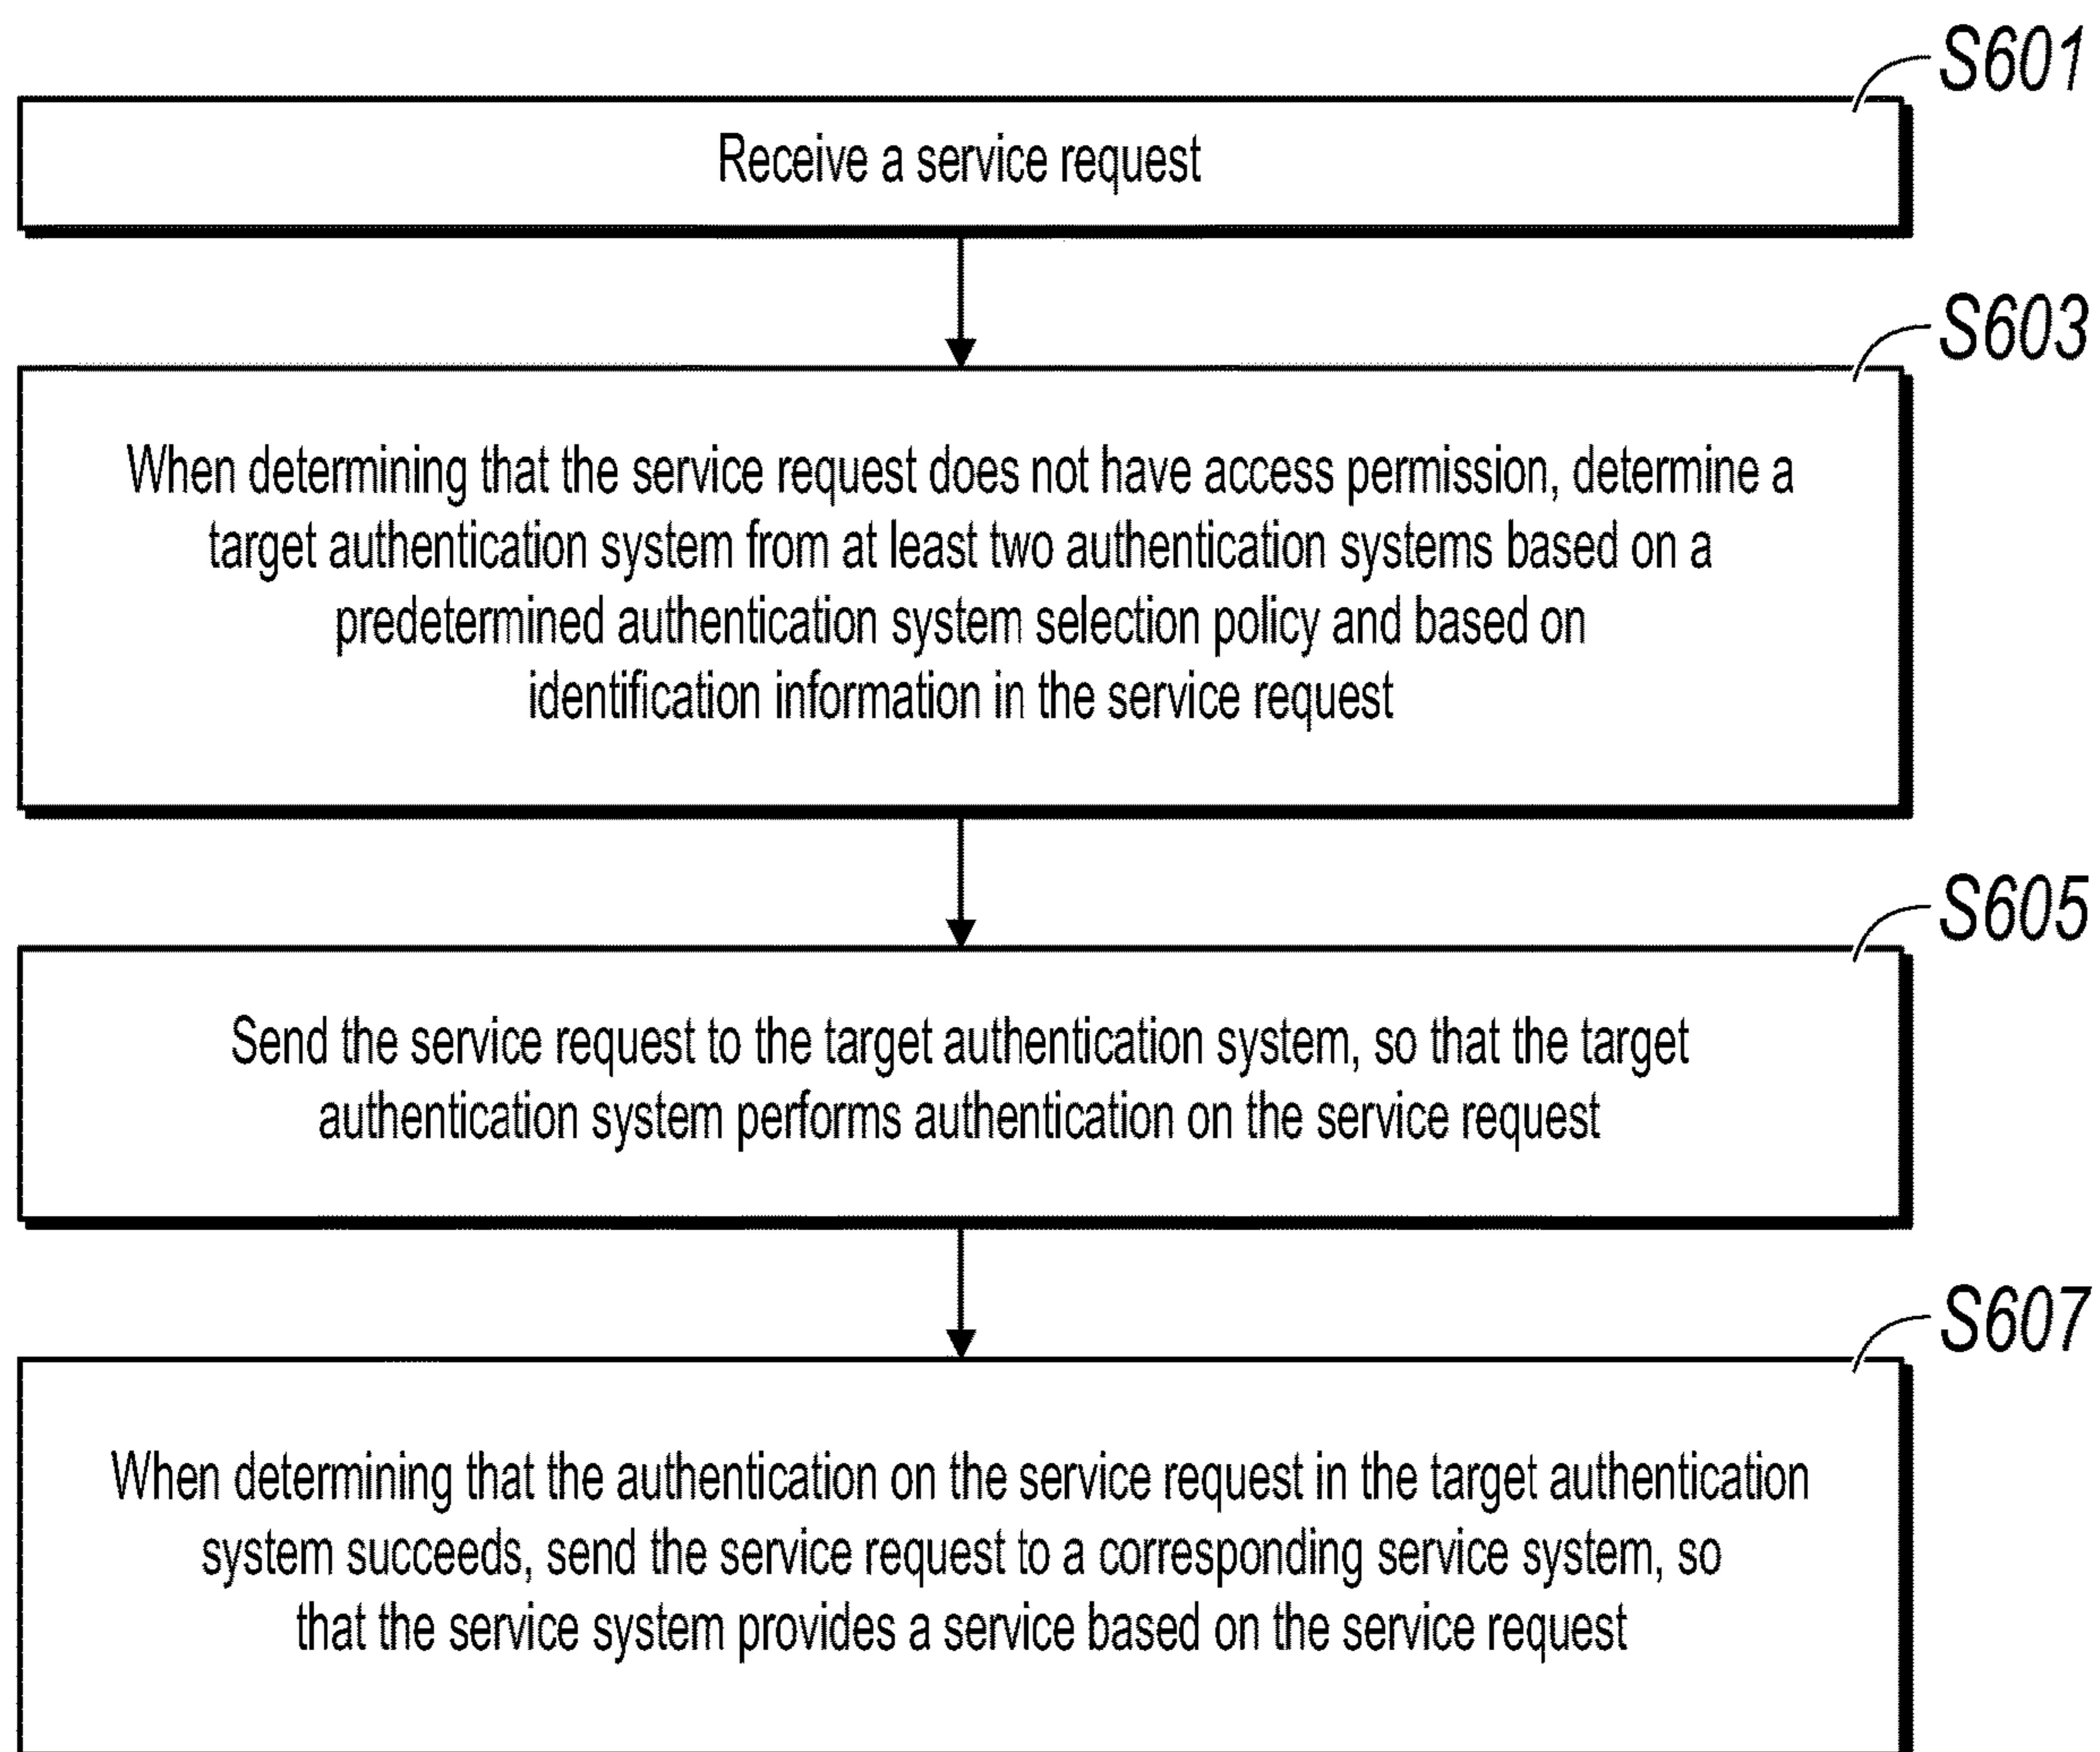 S601
Receive a service request
S603
When determining that the service request does not have access permission, determine a
target authentication system from at least two authentication systems based on a
predetermined authentication system selection policy and based on
identification information in the service request
S605
Send the service request to the target authentication system, so that the target
authentication system performs authentication on the service request
S607
When determining that the authentication on the service request in the target authentication
system succeeds, send the service request to a corresponding service system, so
that the service system provides a service based on the service request